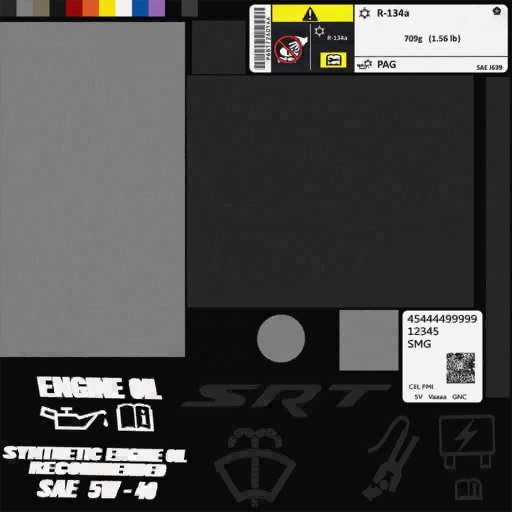 R-134a
R-134a
709g (1.56 lb)
PAG
SAE J639
45444499999
12345
SMG
CEL FMI
5V Vaaaa GNC
SRT
ENGINE OIL
SYNTHETIC ENGINE OIL
RECOMMENDED
SAE 5W-40